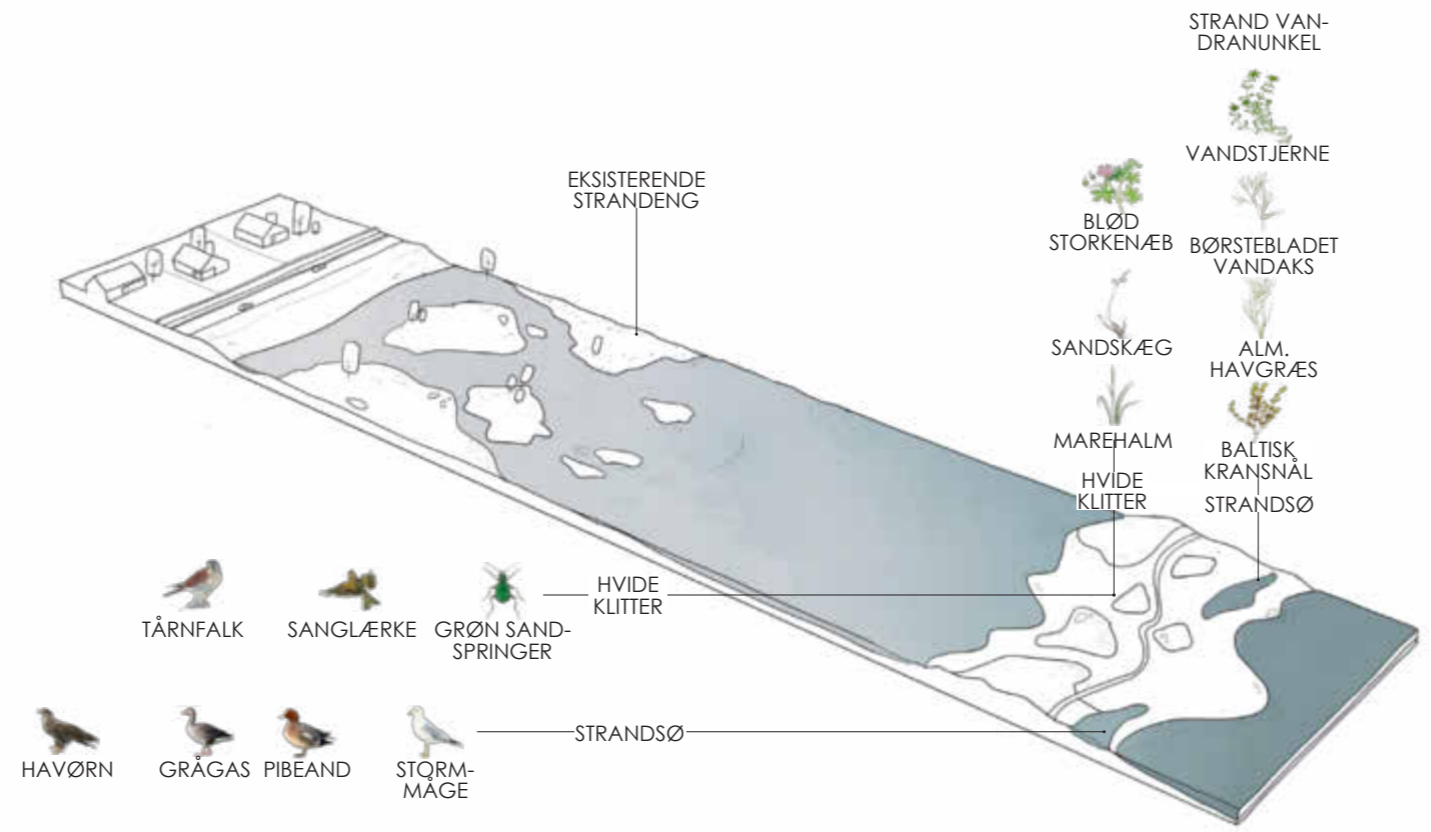 STRAND VAN-
DRANUNKEL
VANDSTJERNE
BLØD
STORKENÆB
BØRSTEBLADET
VANDAKS
SANDSKÆG
ALM.
HAVGRÆS
MAREHALM
BALTISK
KRANSNÅL
HVIDE
KLITTER
STRANDSØ
EKSISTERENDE
STRANDENG
TÅRNFALK
SANGLÆRKE
GRØN SAND-
SPRINGER
HVIDE
KLITTER
HAVØRN
GRÅGAS
PIBEAND
STORM-
MÅGE
STRANDSØ